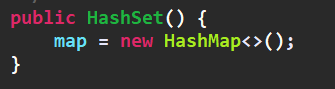 public HashSet() {
    map = new HashMap<>();
}